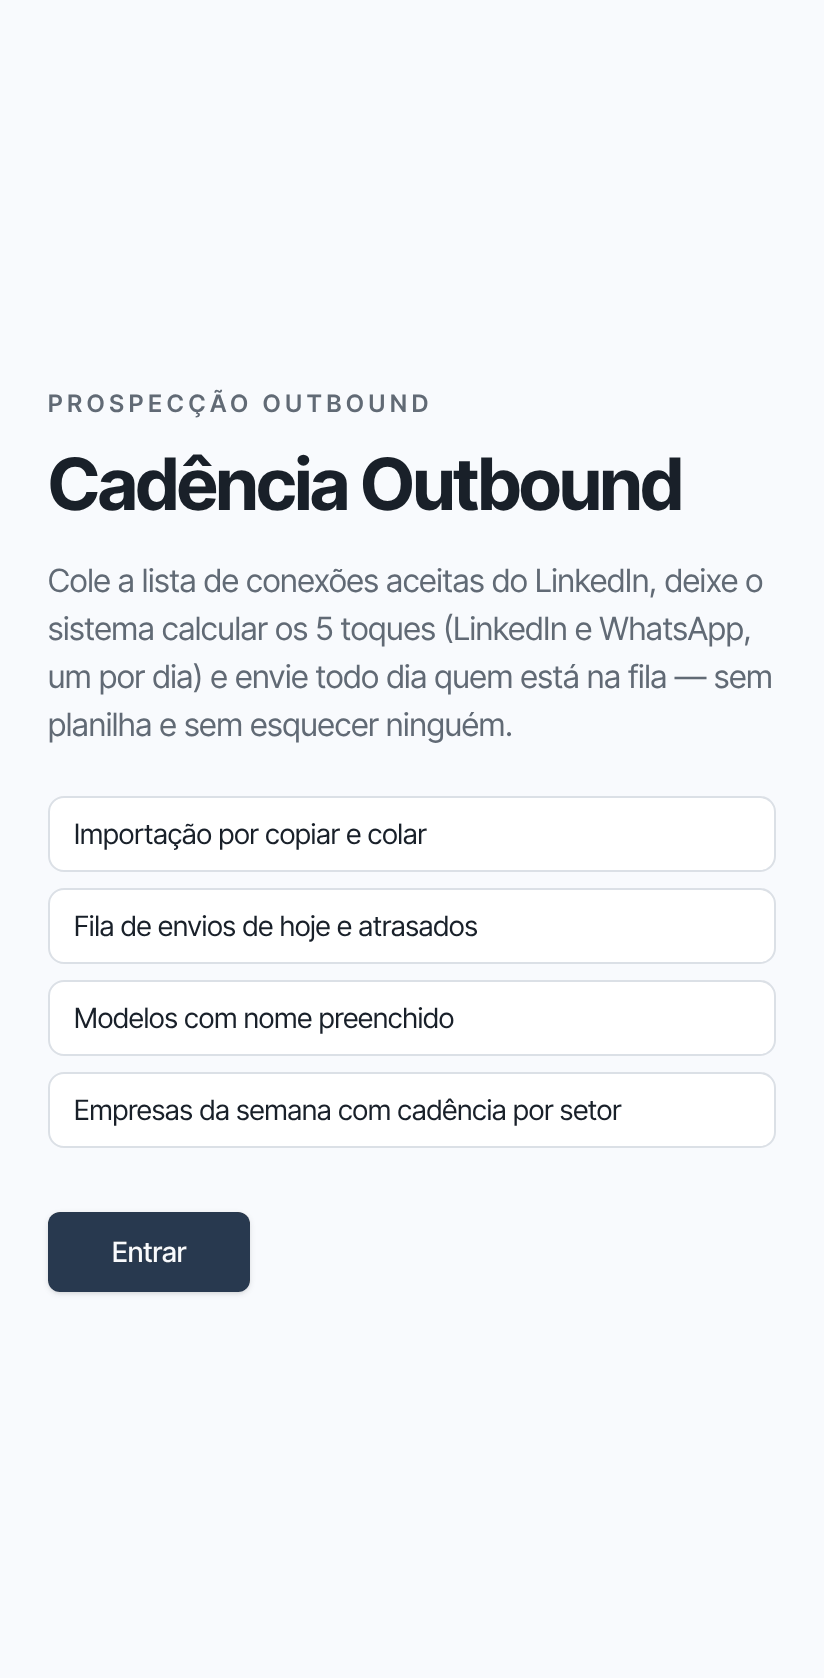 PROSPECÇÃO OUTBOUND
Cadência Outbound
Cole a lista de conexões aceitas do LinkedIn, deixe o
sistema calcular os 5 toques (LinkedIn e WhatsApp,
um por dia) e envie todo dia quem está na fila — sem
planilha e sem esquecer ninguém.
Importação por copiar e colar
Fila de envios de hoje e atrasados
Modelos com nome preenchido
Empresas da semana com cadência por setor
Entrar